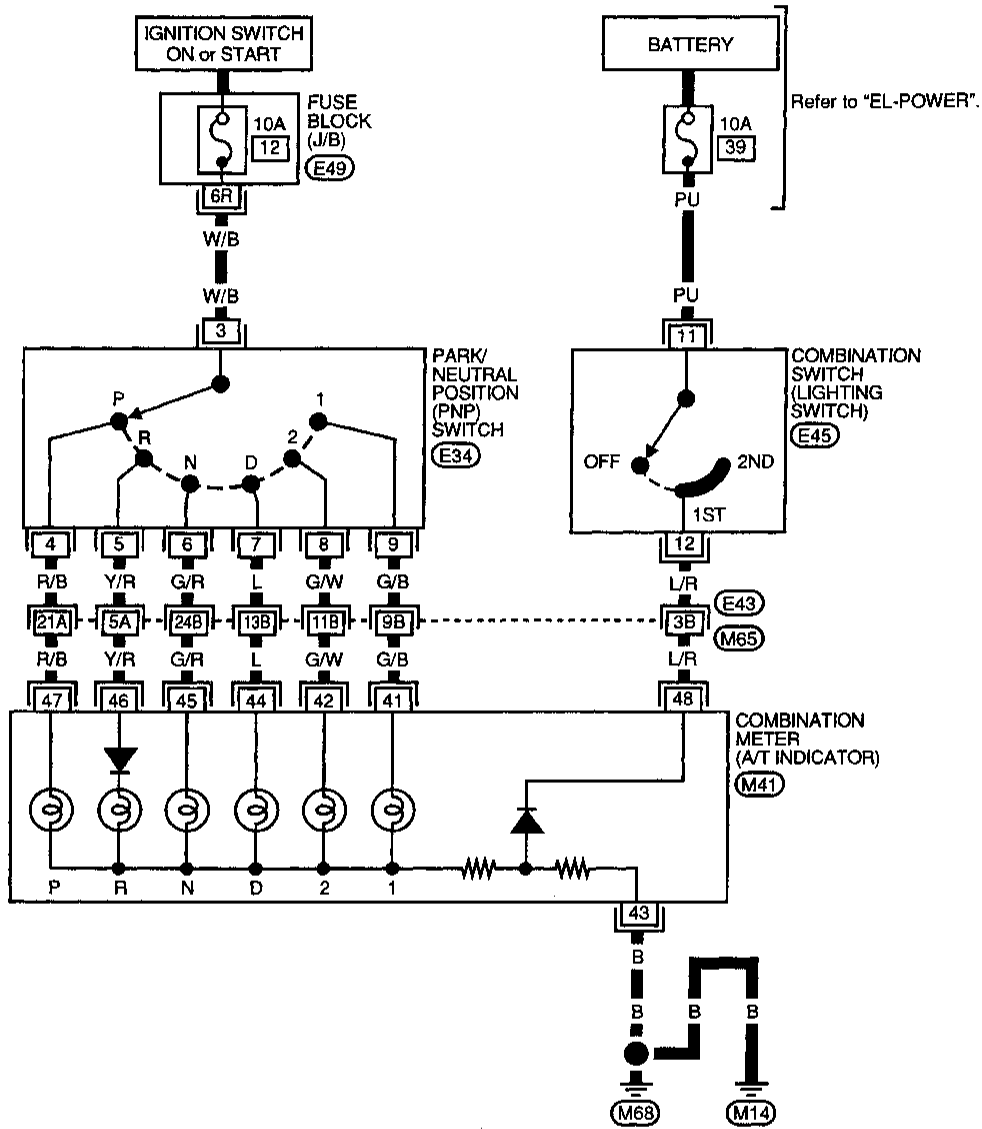 IGNITION SWITCH
ON or START
BATTERY
Refer to "EL-POWER".
FUSE
BLOCK
(J/B)
E49
10A
12
10A
39
6R
PU
W/B
W/B
PU
3
11
PARK/
NEUTRAL
POSITION
(PNP)
SWITCH
E34
COMBINATION
SWITCH
(LIGHTING
SWITCH)
E45
P
R
N
D
2
1
OFF
2ND
1ST
4
5
6
7
8
9
12
R/B
Y/R
G/R
L
G/W
G/B
L/R
21A
5A
24B
13B
11B
9B
3B
E43
M65
R/B
Y/R
G/R
L
G/W
G/B
L/R
47
46
45
44
42
41
48
COMBINATION
METER
(A/T INDICATOR)
M41
P
R
N
D
2
1
43
B
B
B
B
M68
M14